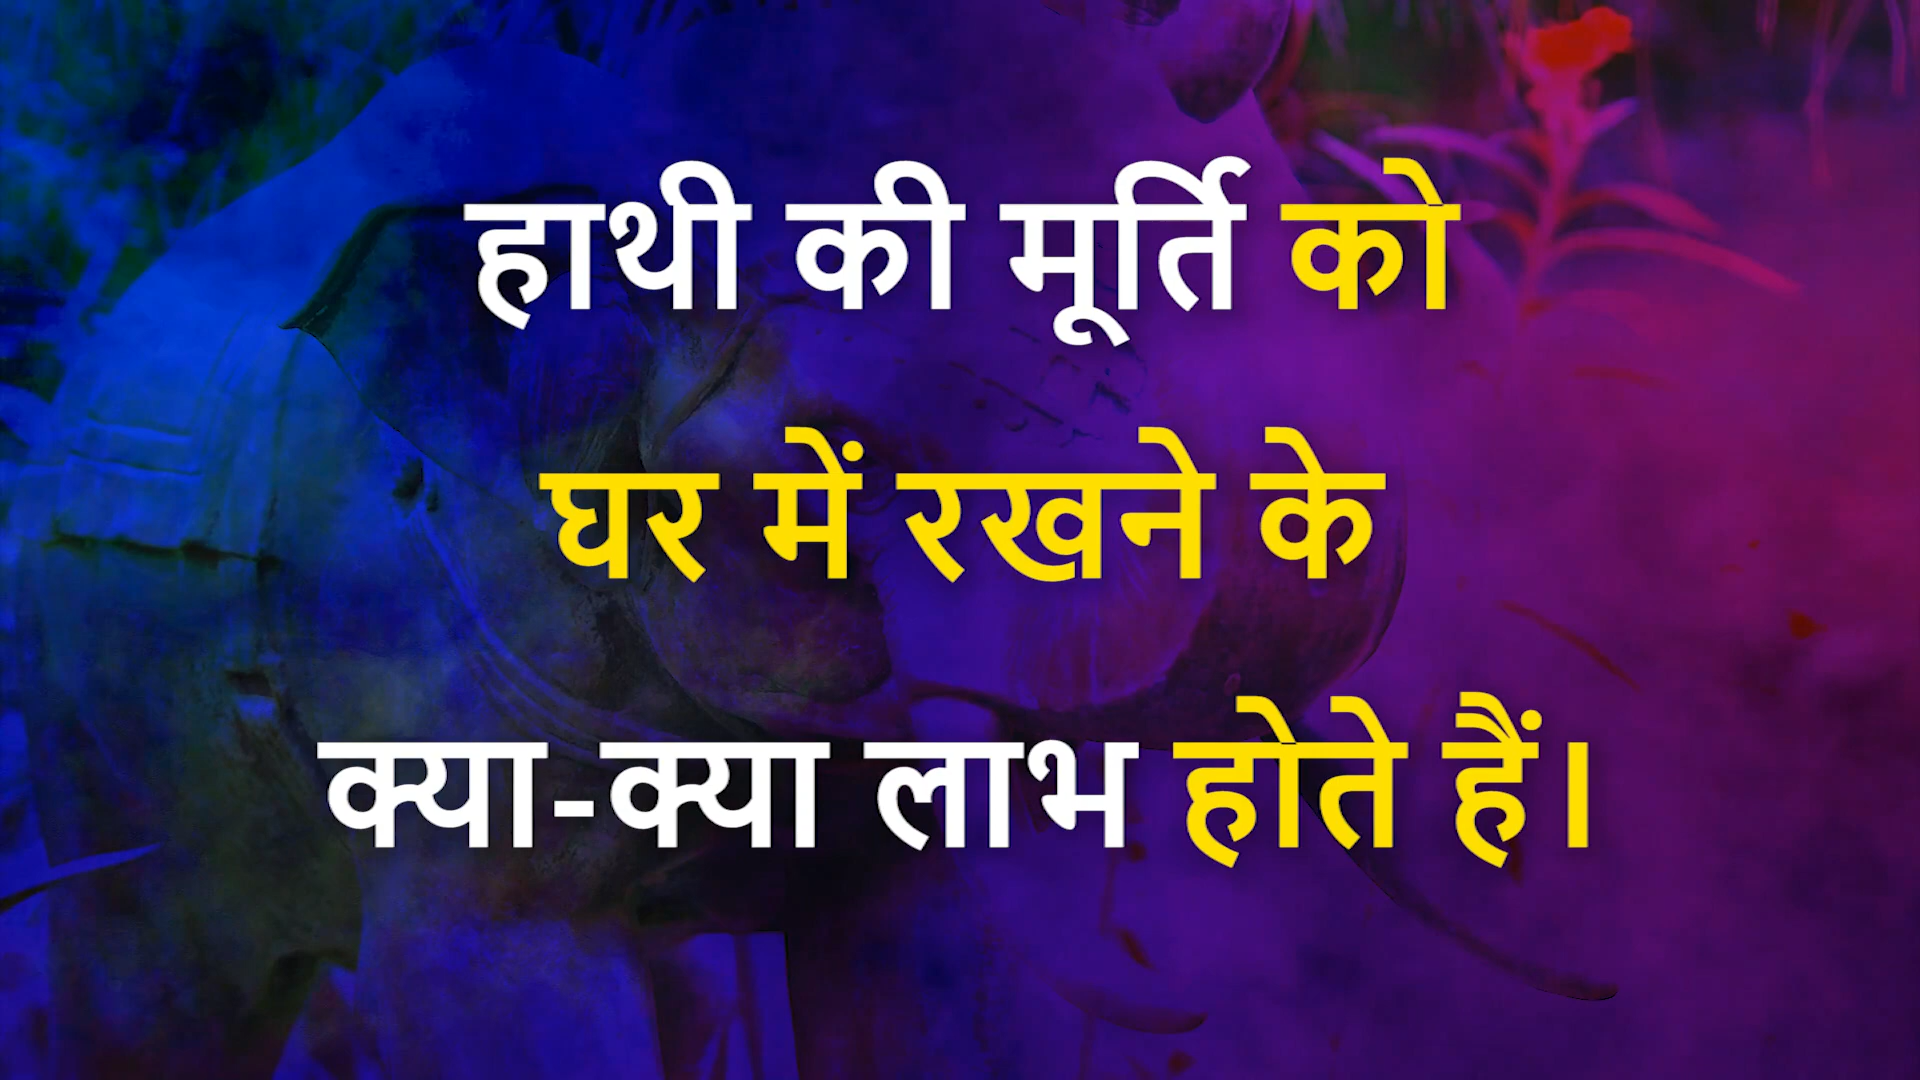 हाथी की मूर्ति को
घर में रखने के
क्या-क्या लाभ होते हैं।